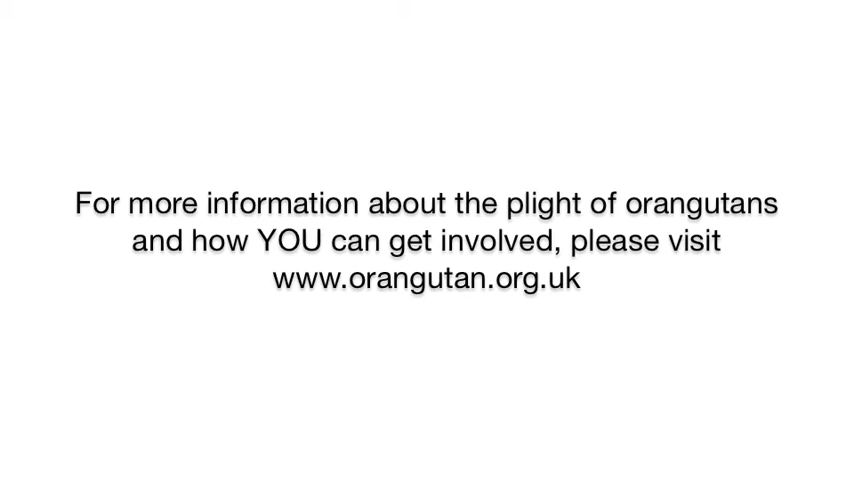 For more information about the plight of orangutans
and how YOU can get involved, please visit
www.orangutan.org.uk